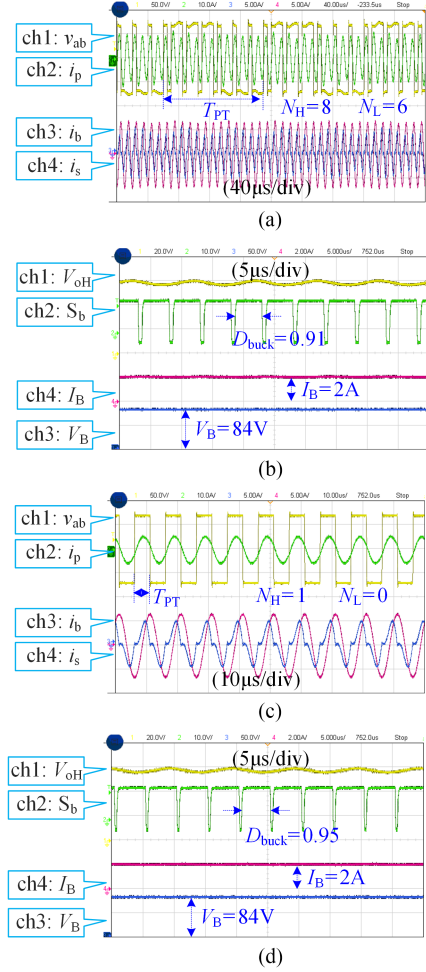 50.0V/ 2 10.0A/ 3 5.00A/ 4 5.00A/ 40.00us/ -233.5us Stop
ch1: vab
ch2: ip
TPT NH=8 NL=6
ch3: ib
ch4: is
(40μs/div)
(a)
1 20.0V/ 2 10.0V/ 3 50.0V/ 4 2.00A/ 5.000us/ 752.0us Stop
ch1: VoH
(5μs/div)
ch2: Sb
Dbuck=0.91
ch4: IB
IB=2A
VB=84V
ch3: VB
(b)
50.0V/ 2 10.0A/ 3 5.00A/ 4 5.00A/ 10.00us/ 752.0us Stop
ch1: vab
ch2: ip
TPT NH=1 NL=0
ch3: ib
ch4: is
(10μs/div)
(c)
1 20.0V/ 2 10.0V/ 3 50.0V/ 4 2.00A/ 5.000us/ 752.0us Stop
ch1: VoH
(5μs/div)
ch2: Sb
Dbuck=0.95
ch4: IB
IB=2A
VB=84V
ch3: VB
(d)